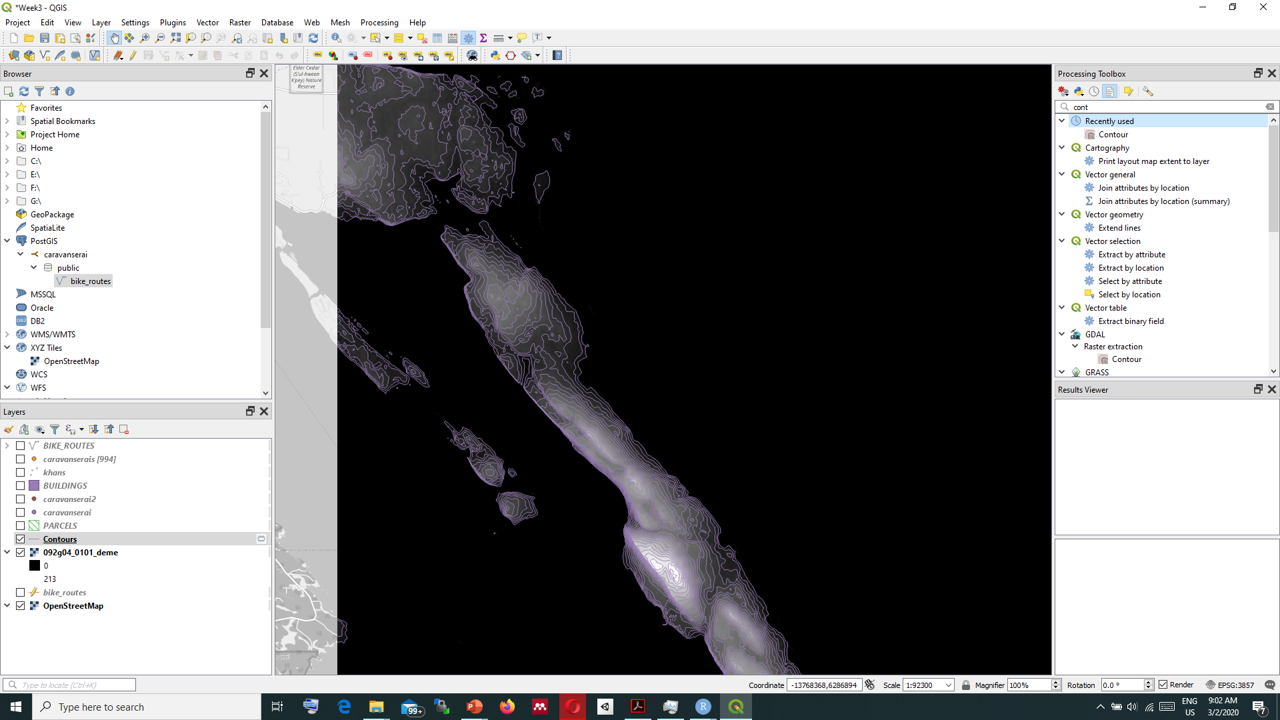 *Week3 - QGIS
Project Edit View Layer Settings Plugins Vector Raster Database Web Mesh Processing Help
Browser
Favorites
Spatial Bookmarks
Project Home
Home
C:\
E:\
F:\
G:\
GeoPackage
SpatiaLite
PostGIS
caravanserai
public
bike_routes
MSSQL
Oracle
DB2
WMS/WMTS
XYZ Tiles
OpenStreetMap
WCS
WFS
Layers
BIKE_ROUTES
caravanserais [994]
khans
BUILDINGS
caravanserai2
caravanserai
PARCELS
Contours
092g04_0101_deme
0
213
bike_routes
OpenStreetMap
Elder Cedar
(S'ul-hween
X'pey) Nature
Reserve
Processing Toolbox
cont
Recently used
Contour
Cartography
Print layout map extent to layer
Vector general
Join attributes by location
Join attributes by location (summary)
Vector geometry
Extend lines
Vector selection
Extract by attribute
Extract by location
Select by attribute
Select by location
Vector table
Extract binary field
GDAL
Raster extraction
Contour
GRASS
Results Viewer
Type to locate (Ctrl+K)
Coordinate -13768368,6286894 Scale 1:92300 Magnifier 100% Rotation 0.0 ° Render EPSG:3857
Type here to search
99+
ENG
US
9:02 AM
3/2/2020
7